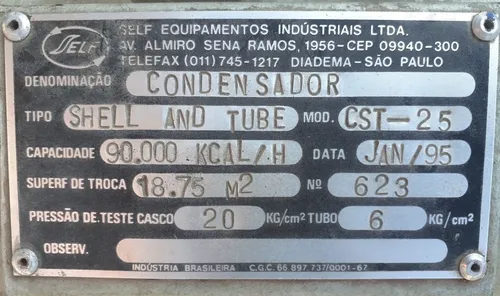 SELF
SELF EQUIPAMENTOS INDÚSTRIAIS LTDA.
AV. ALMIRO SENA RAMOS, 1956-CEP 09940-300
TELEFAX (011) 745-1217 DIADEMA-SÃO PAULO
DENOMINAÇÃO CONDENSADOR
TIPO SHELL AND TUBE MOD. CST-25
CAPACIDADE 90.000 KCAL/H DATA JAN/95
SUPERF DE TROCA 18.75 M2 Nº 623
PRESSÃO DE TESTE CASCO 20 KG/cm² TUBO 6 KG/cm²
OBSERV.
INDÚSTRIA BRASILEIRA C.G.C. 66 897 737/0001-67